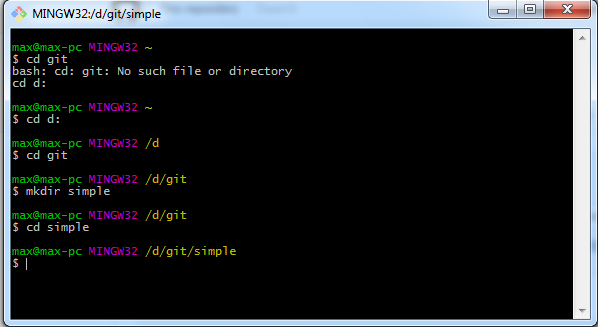 MINGW32:/d/git/simple
max@max-pc MINGW32 ~
$ cd git
bash: cd: git: No such file or directory
cd d:
max@max-pc MINGW32 ~
$ cd d:
max@max-pc MINGW32 /d
$ cd git
max@max-pc MINGW32 /d/git
$ mkdir simple
max@max-pc MINGW32 /d/git
$ cd simple
max@max-pc MINGW32 /d/git/simple
$